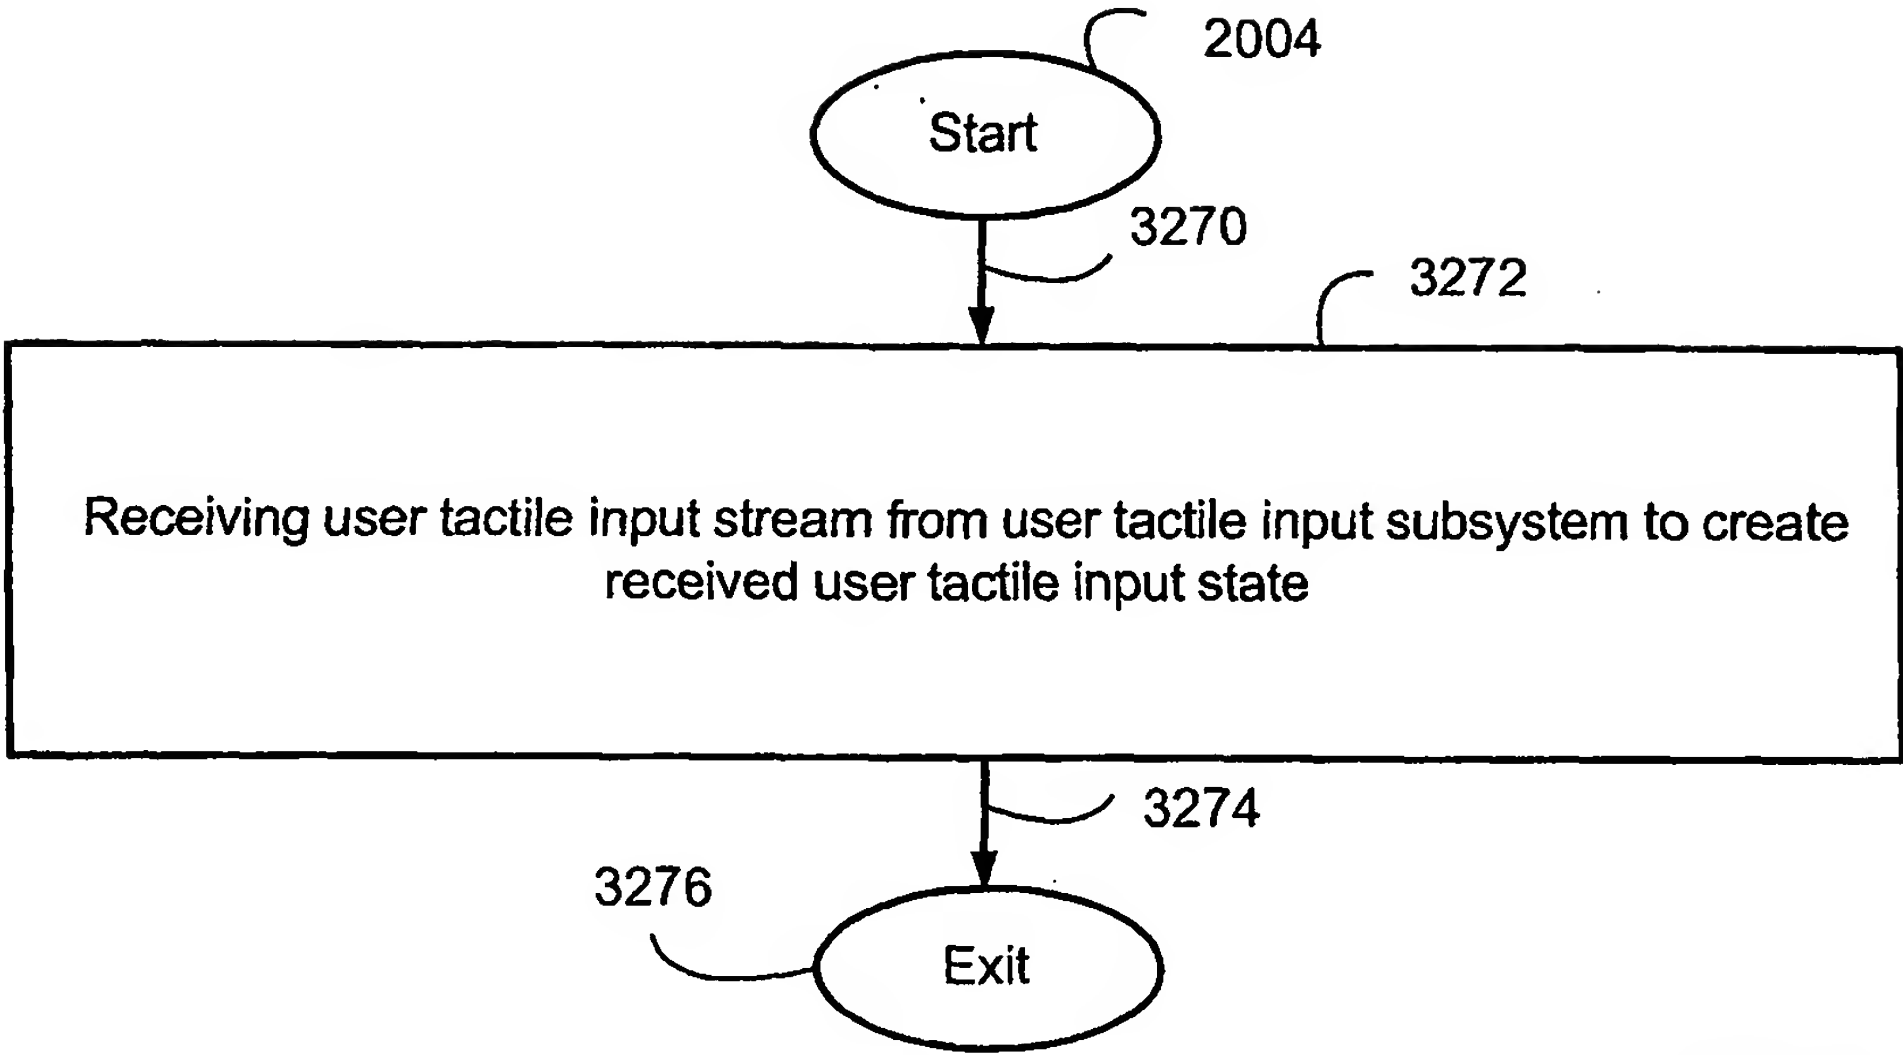 2004
Start
3270
3272
Receiving user tactile input stream from user tactile input subsystem to create
received user tactile input state
3274
3276
Exit